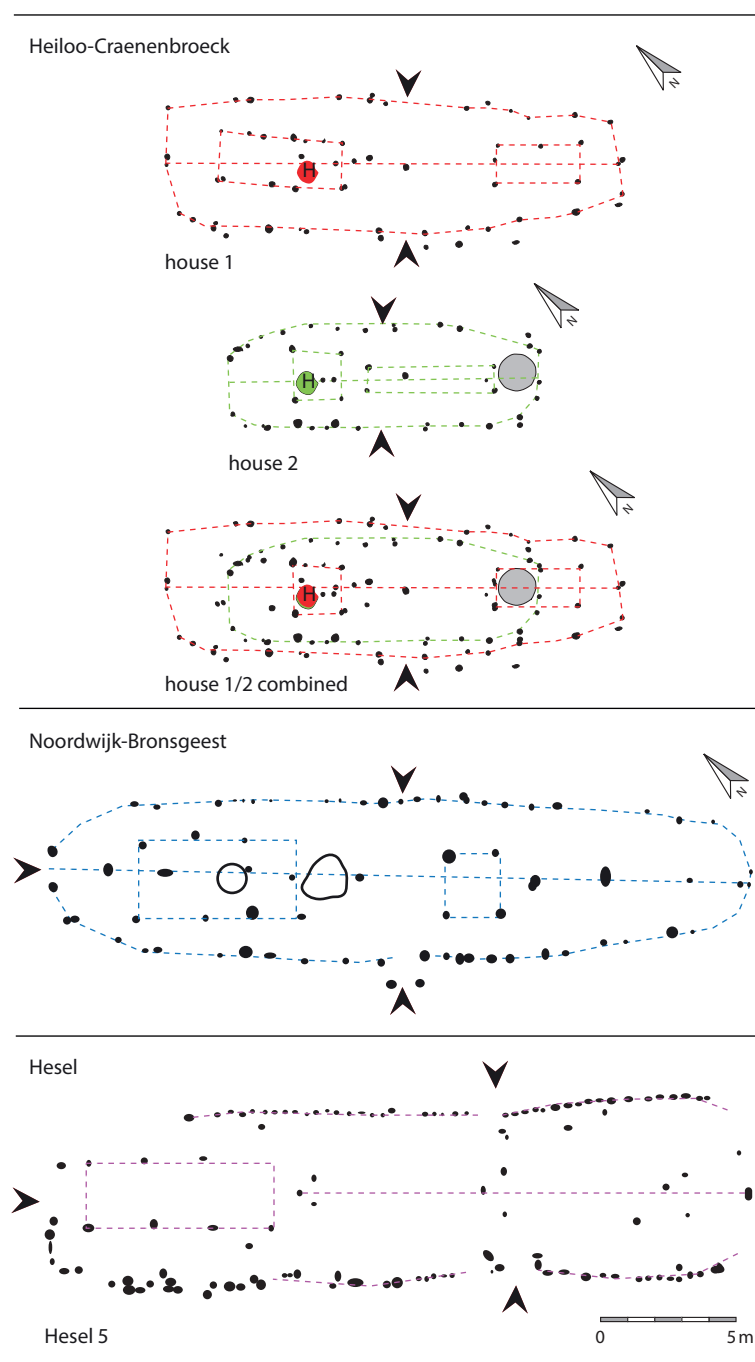 Heiloo-Craenenbroeck
N
H
house 1
N
H
house 2
N
H
house 1/2 combined
Noordwijk-Bronsgeest
N
Hesel
Hesel 5
0 5 m